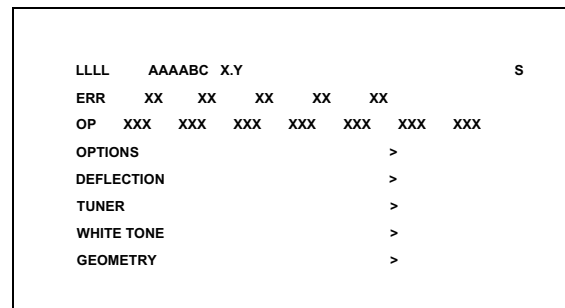 LLLL AAAABC X.Y S
ERR XX XX XX XX XX
OP XXX XXX XXX XXX XXX XXX XXX
OPTIONS >
DEFLECTION >
TUNER >
WHITE TONE >
GEOMETRY >